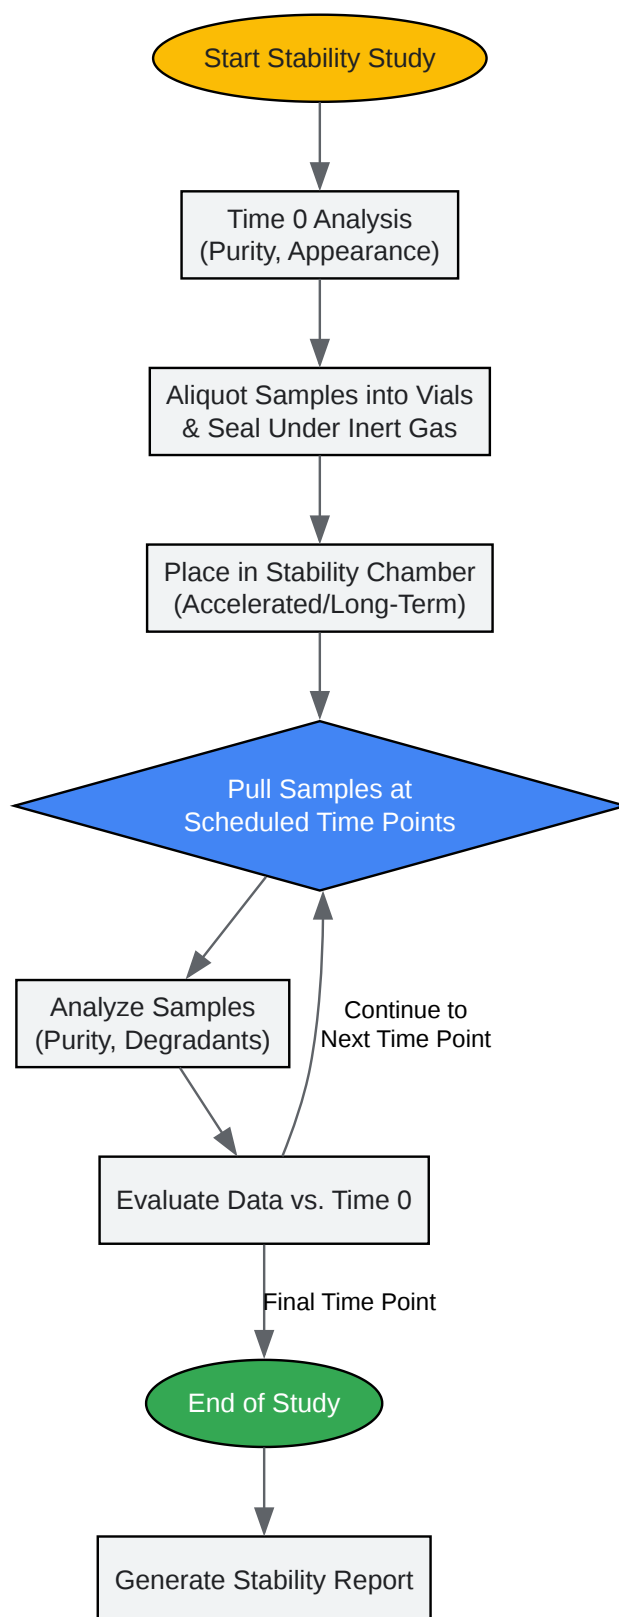 Start Stability Study
Time 0 Analysis
(Purity, Appearance)
Aliquot Samples into Vials
& Seal Under Inert Gas
Place in Stability Chamber
(Accelerated/Long-Term)
Pull Samples at
Scheduled Time Points
Analyze Samples
(Purity, Degradants)
Continue to
Next Time Point
Evaluate Data vs. Time 0
Final Time Point
End of Study
Generate Stability Report